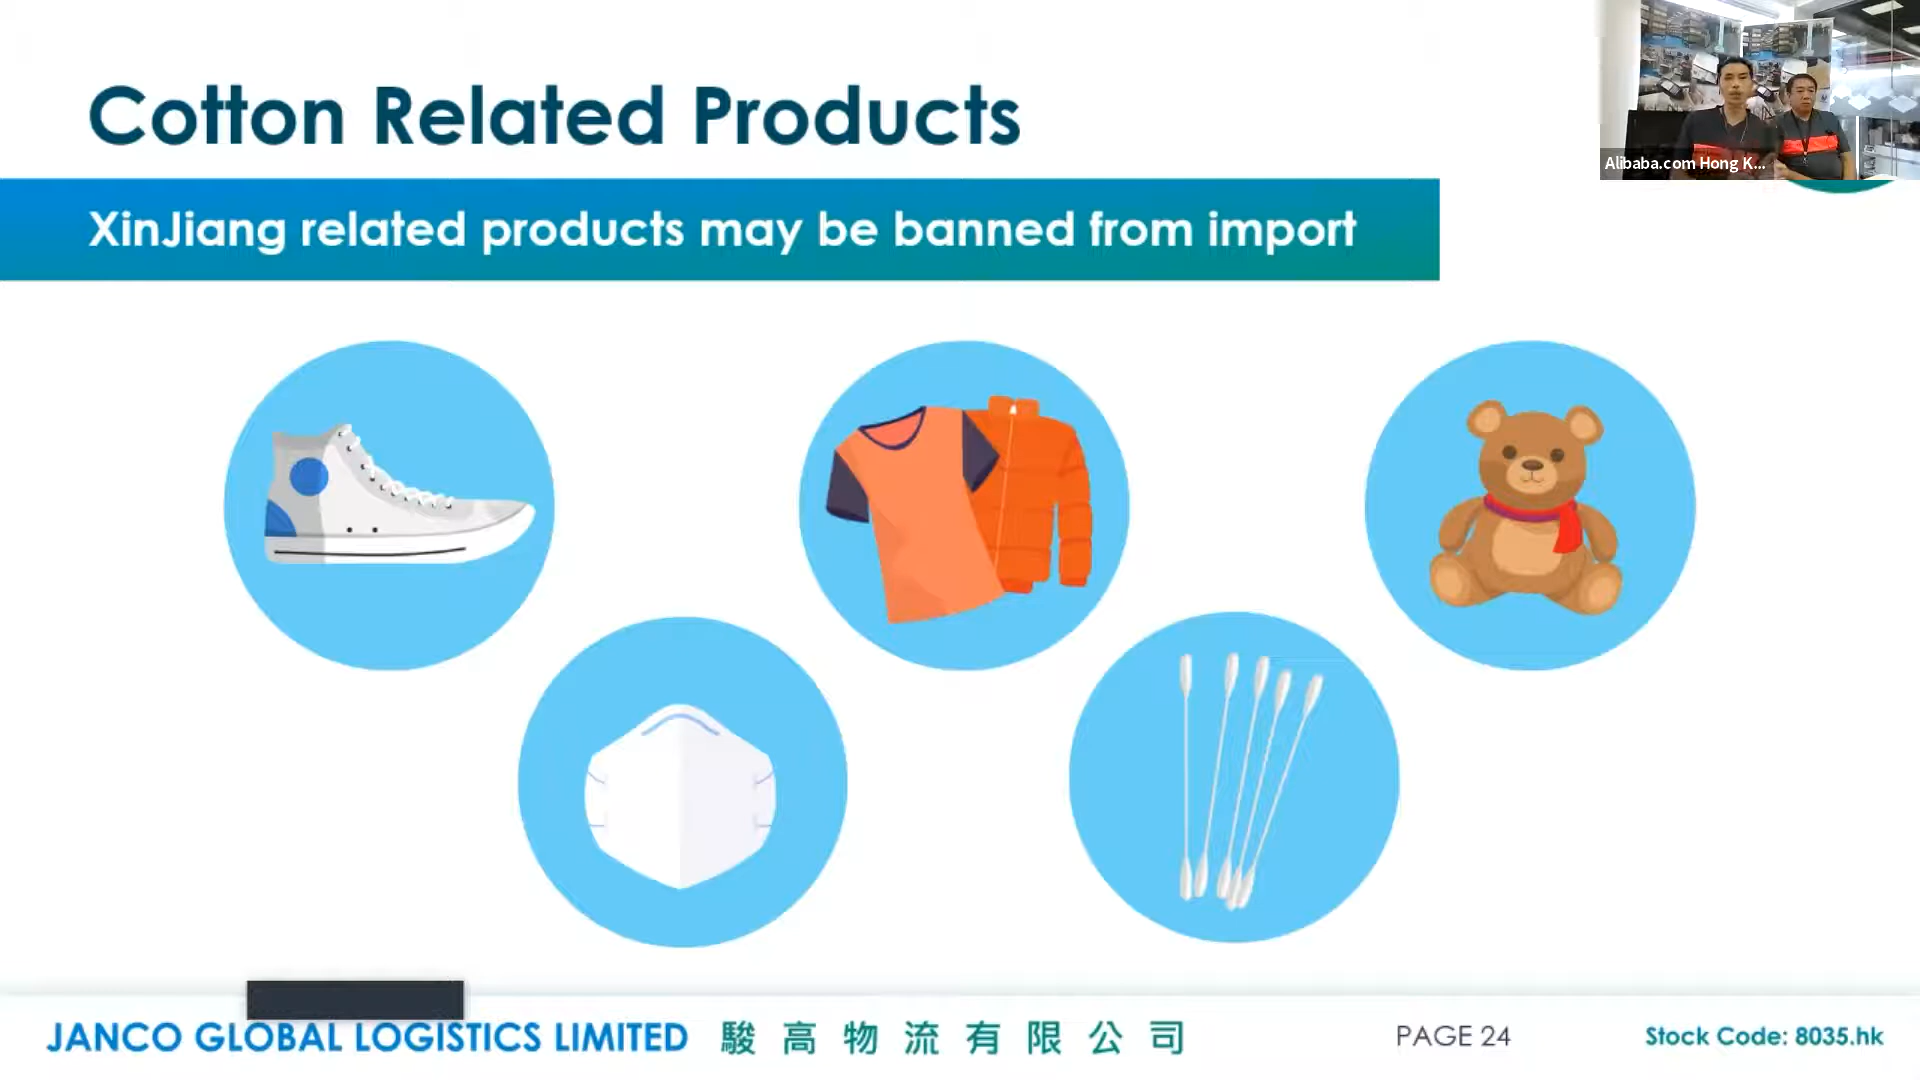 Cotton Related Products
Alibaba.com Hong K...
XinJiang related products may be banned from import
JANCO GLOBAL LOGISTICS LIMITED 駿高物流有限公司 PAGE 24 Stock Code: 8035.hk